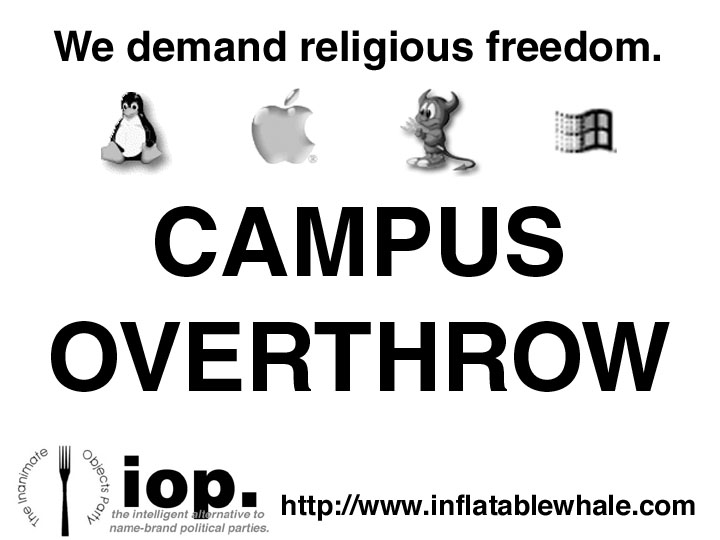 We demand religious freedom.
®
CAMPUS
OVERTHROW
The Inanimate
Objects Party
iop.
the intelligent alternative to
name-brand political parties.
http://www.inflatablewhale.com